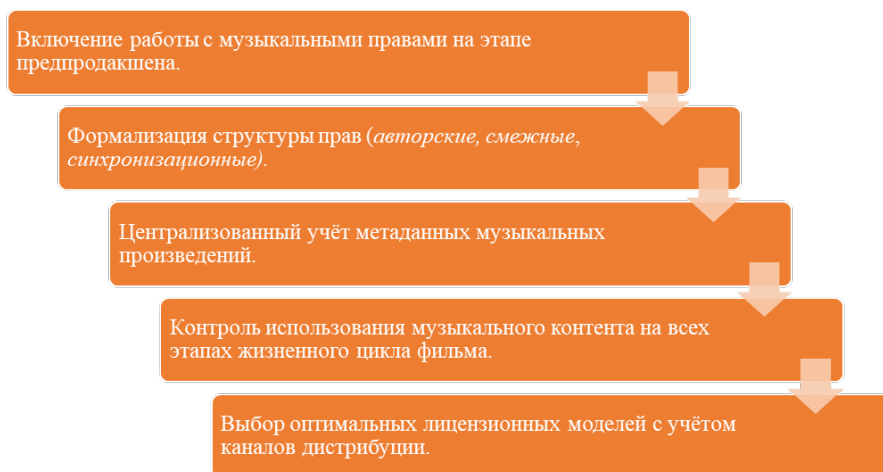 Включение работы с музыкальными правами на этапе
предпродакшена.
Формализация структуры прав (авторские, смежные,
синхронизационные).
Централизованный учёт метаданных музыкальных
произведений.
Контроль использования музыкального контента на всех
этапах жизненного цикла фильма.
Выбор оптимальных лицензионных моделей с учётом
каналов дистрибуции.